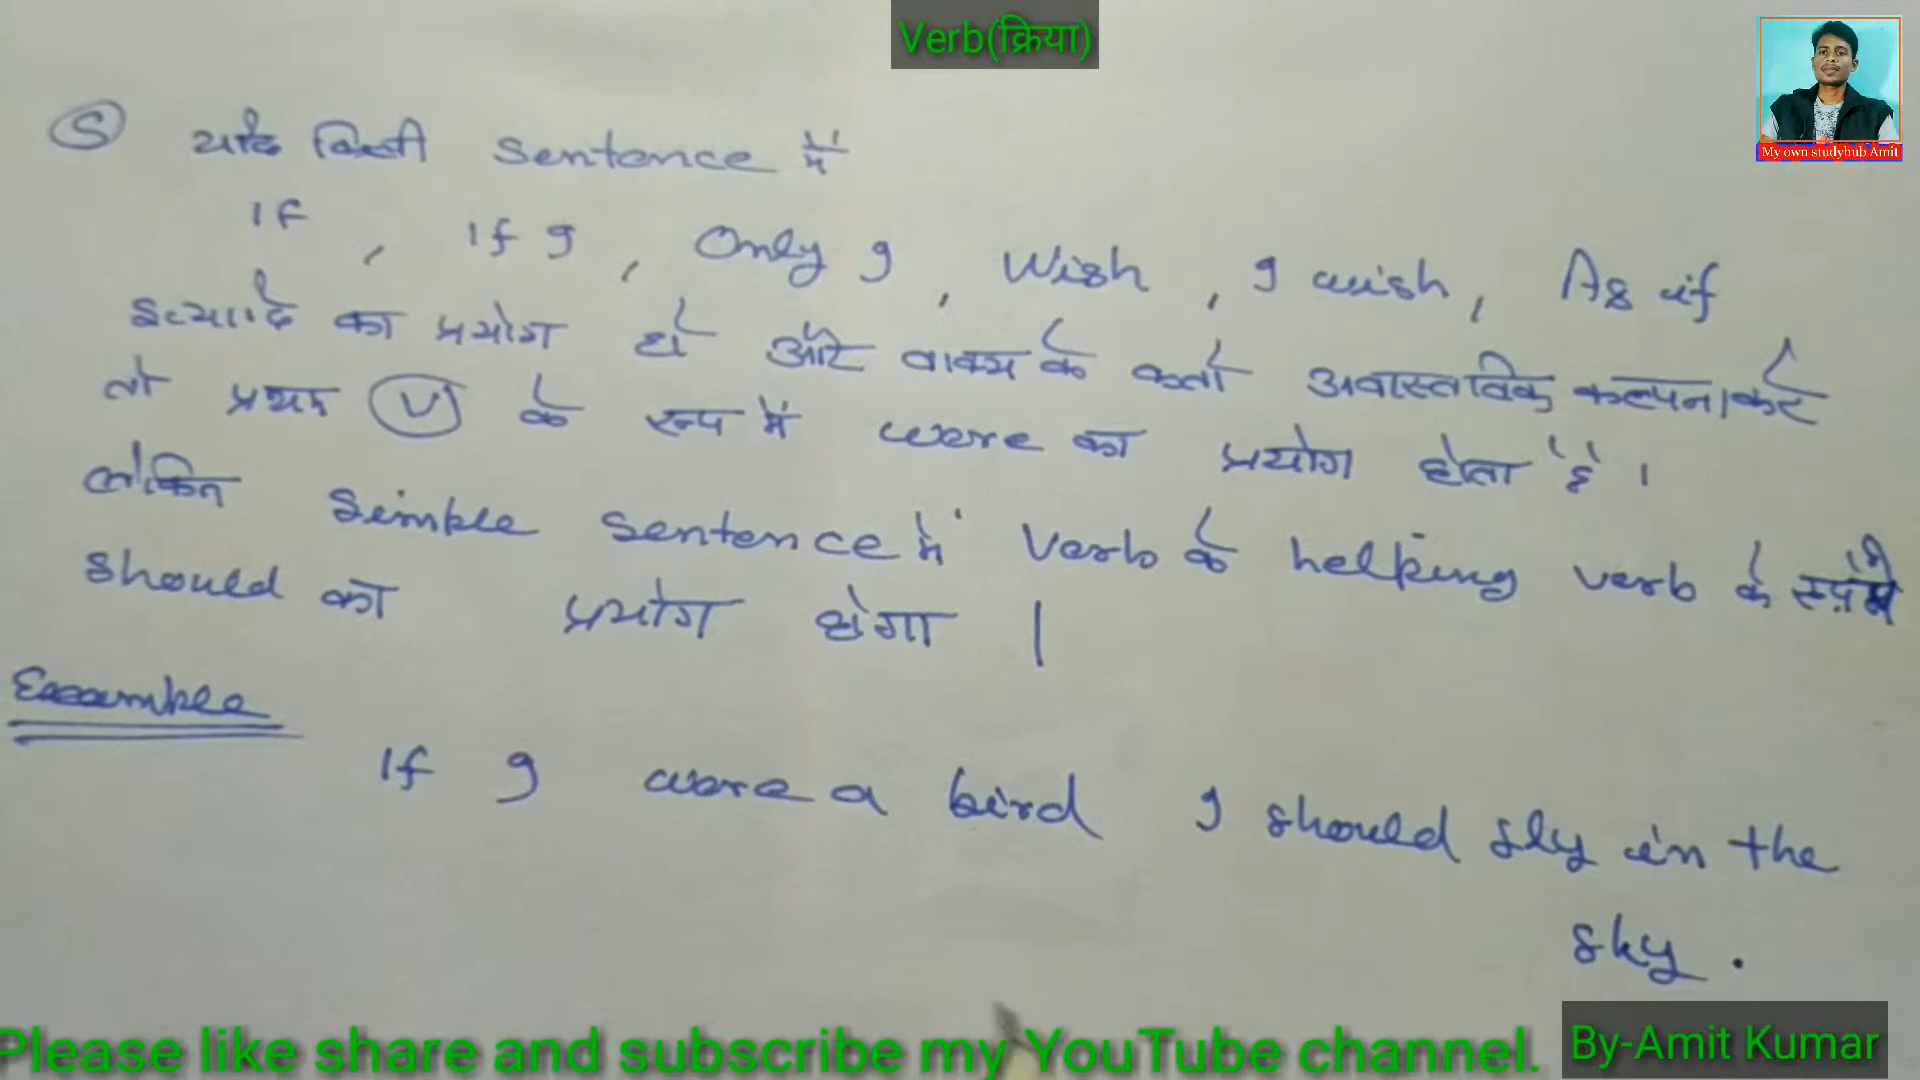 Verb(क्रिया)
My own studyhub Amit
(5) यदि किसी sentence में
If , If I , Only I , Wish , I wish , As if
इत्यादि का प्रयोग हो और वाक्य के कर्ता अवास्तविक कल्पना करे
तो प्रथम (V) के रूप में were का प्रयोग होता है ।
लेकिन Simple sentence में Verb के helping verb के रूप में
should का प्रयोग होगा |
Example
If I were a bird I should fly in the
sky .
Please like share and subscribe my YouTube channel.
By-Amit Kumar